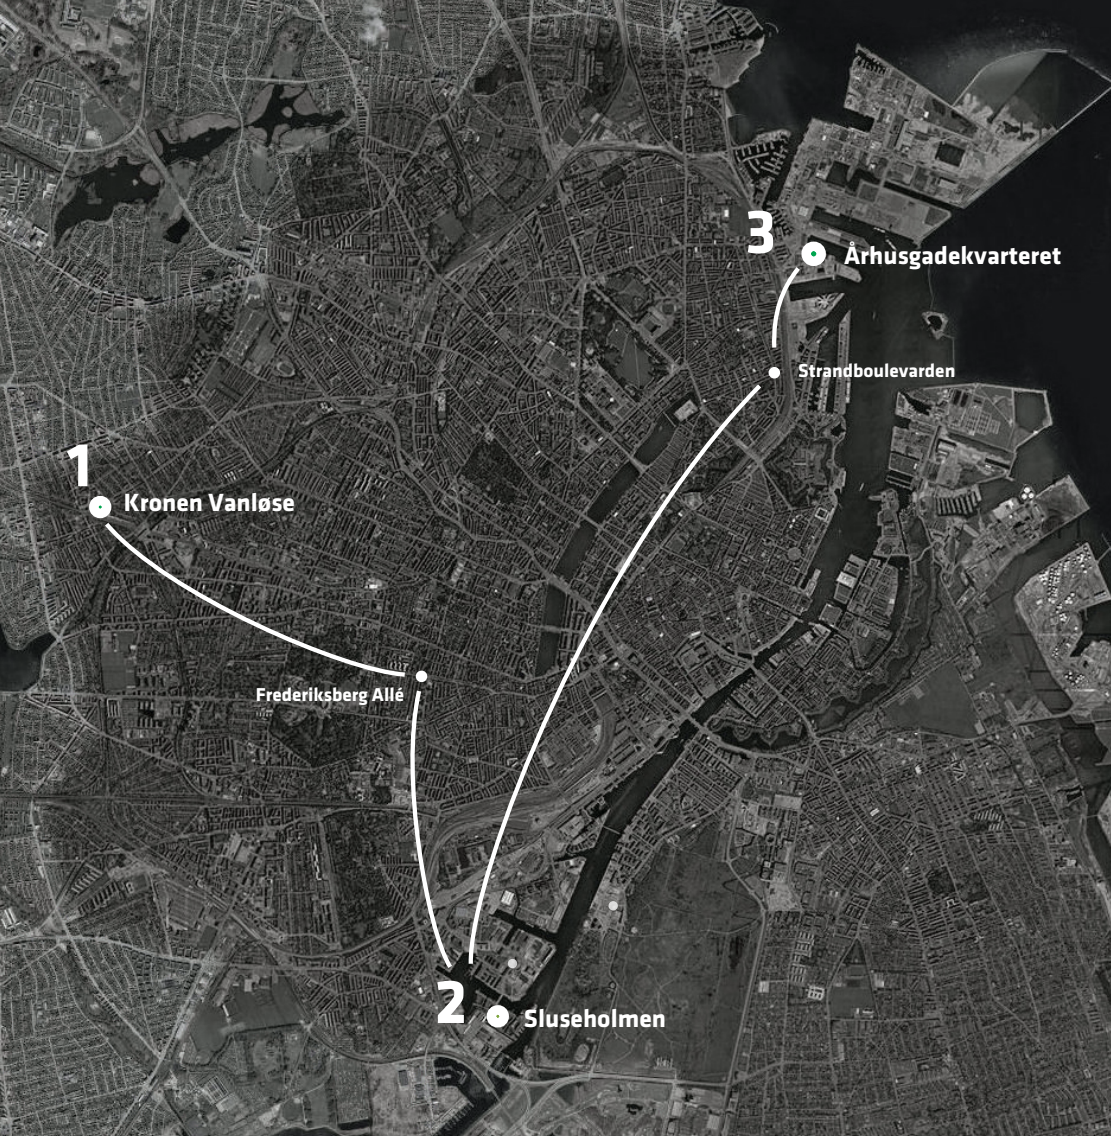 3
Århusgadekvarteret
Strandboulevarden
1
Kronen Vanløse
Frederiksberg Allé
2
Sluseholmen